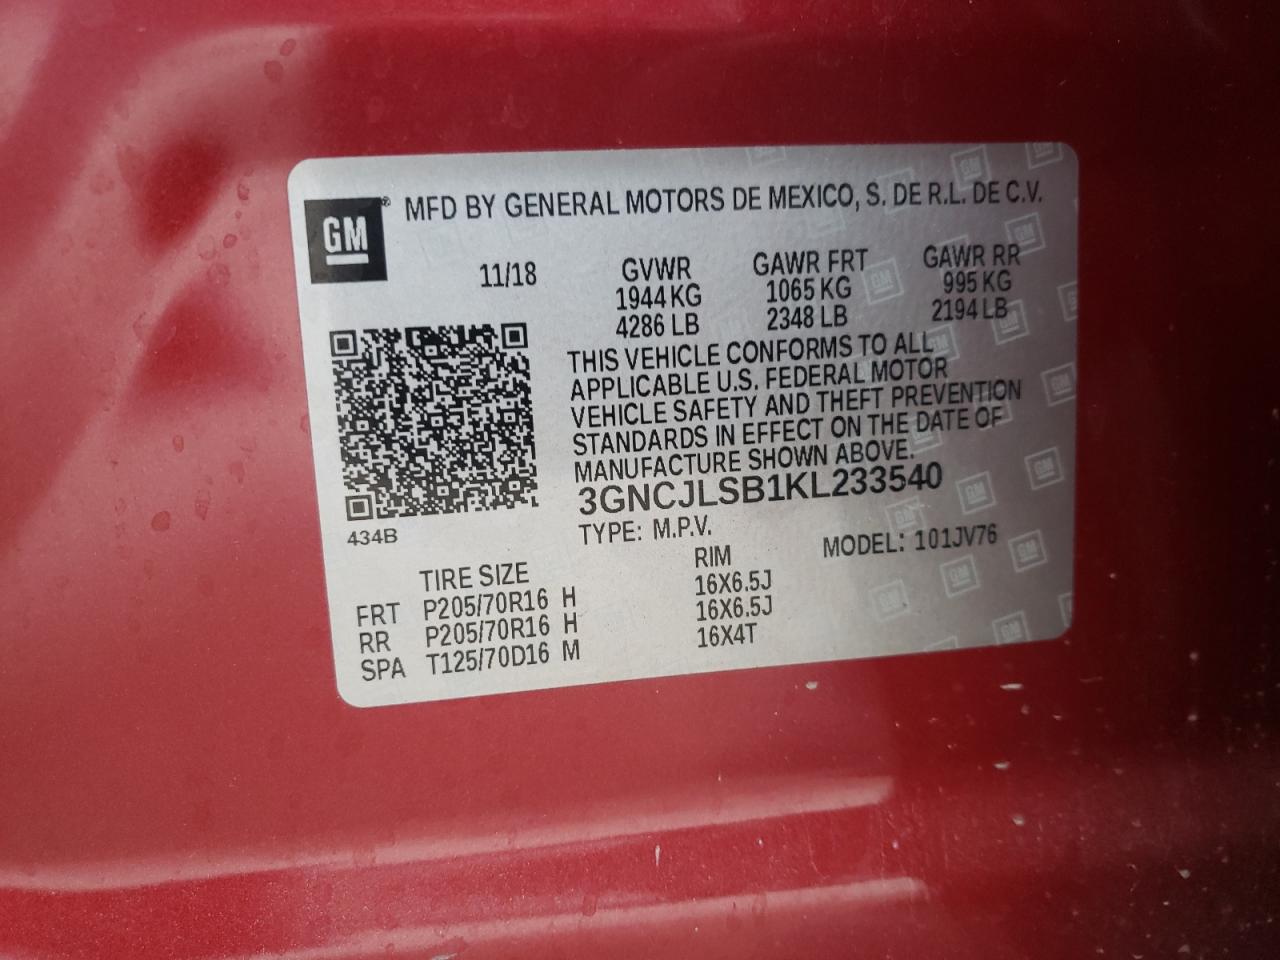 GM® MFD BY GENERAL MOTORS DE MEXICO, S. DE R.L. DE C.V.
11/18 GVWR GAWR FRT GAWR RR
1944 KG 1065 KG 995 KG
4286 LB 2348 LB 2194 LB
THIS VEHICLE CONFORMS TO ALL
APPLICABLE U.S. FEDERAL MOTOR
VEHICLE SAFETY AND THEFT PREVENTION
STANDARDS IN EFFECT ON THE DATE OF
MANUFACTURE SHOWN ABOVE.
3GNCJLSB1KL233540
434B TYPE: M.P.V. MODEL: 101JV76
TIRE SIZE RIM
FRT P205/70R16 H 16X6.5J
RR P205/70R16 H 16X6.5J
SPA T125/70D16 M 16X4T